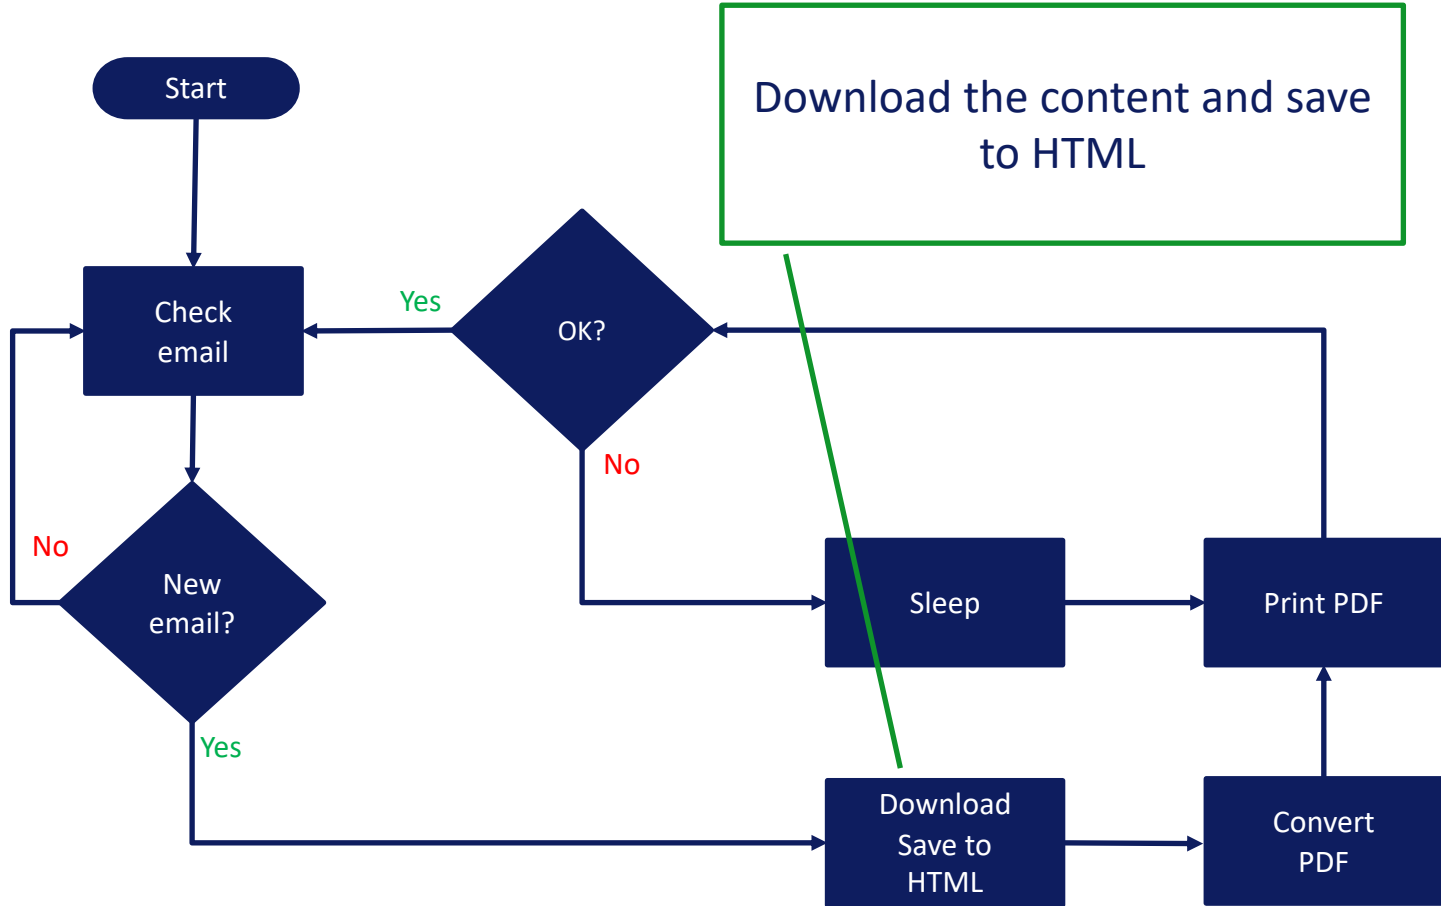 Start
Download the content and save
to HTML
Check
email
Yes
OK?
No
No
New
email?
Sleep
Print PDF
Yes
Download
Save to
HTML
Convert
PDF